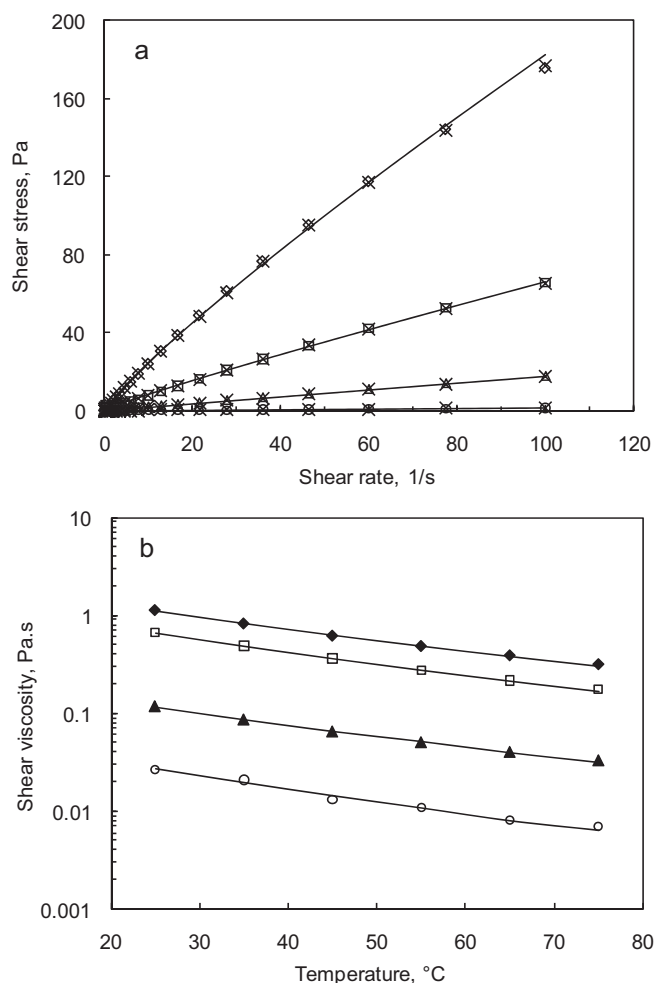 a
200
160
120
80
40
0
Shear stress, Pa
0 20 40 60 80 100 120
Shear rate, 1/s
b
10
1
0.1
0.01
0.001
Shear viscosity, Pa.s
20 30 40 50 60 70 80
Temperature, °C